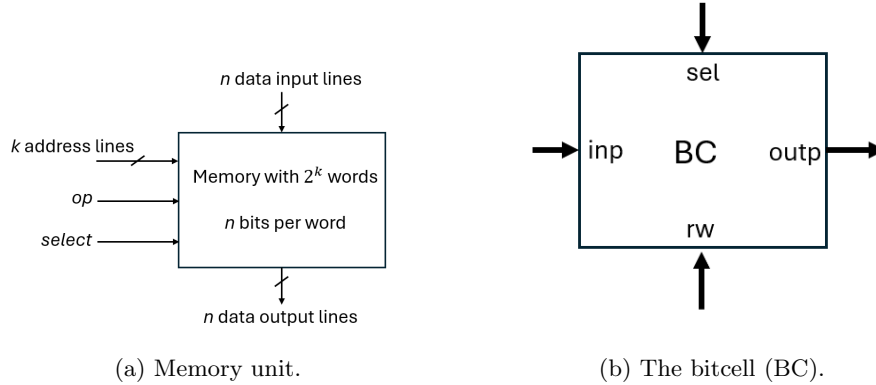 n data input lines
k address lines
Memory with 2^k words
op
n bits per word
select
n data output lines
(a) Memory unit.
sel
inp
BC
outp
rw
(b) The bitcell (BC).